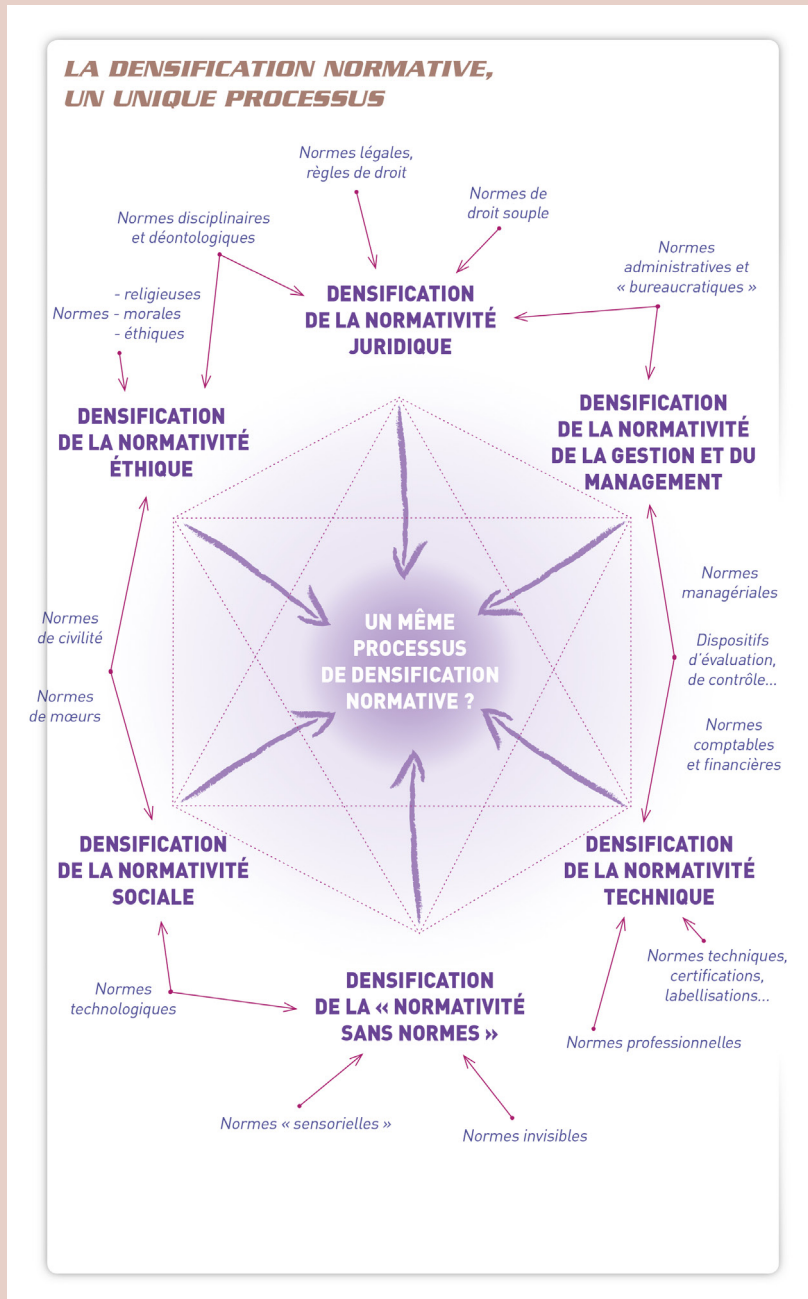 LA DENSIFICATION NORMATIVE,
UN UNIQUE PROCESSUS
Normes légales,
règles de droit
Normes de
droit souple
Normes disciplinaires
et déontologiques
Normes
administratives et
« bureaucratiques »
- religieuses
Normes - morales
- éthiques
DENSIFICATION
DE LA NORMATIVITÉ
JURIDIQUE
DENSIFICATION
DE LA NORMATIVITÉ
ÉTHIQUE
DENSIFICATION
DE LA NORMATIVITÉ
DE LA GESTION ET DU
MANAGEMENT
Normes
de civilité
Normes
de mœurs
UN MÊME
PROCESSUS
DE DENSIFICATION
NORMATIVE ?
Normes
managériales
Dispositifs
d'évaluation,
de contrôle...
Normes
comptables
et financières
DENSIFICATION
DE LA NORMATIVITÉ
SOCIALE
DENSIFICATION
DE LA NORMATIVITÉ
TECHNIQUE
Normes
technologiques
DENSIFICATION
DE LA « NORMATIVITÉ
SANS NORMES »
Normes techniques,
certifications,
labellisations...
Normes professionnelles
Normes « sensorielles »
Normes invisibles